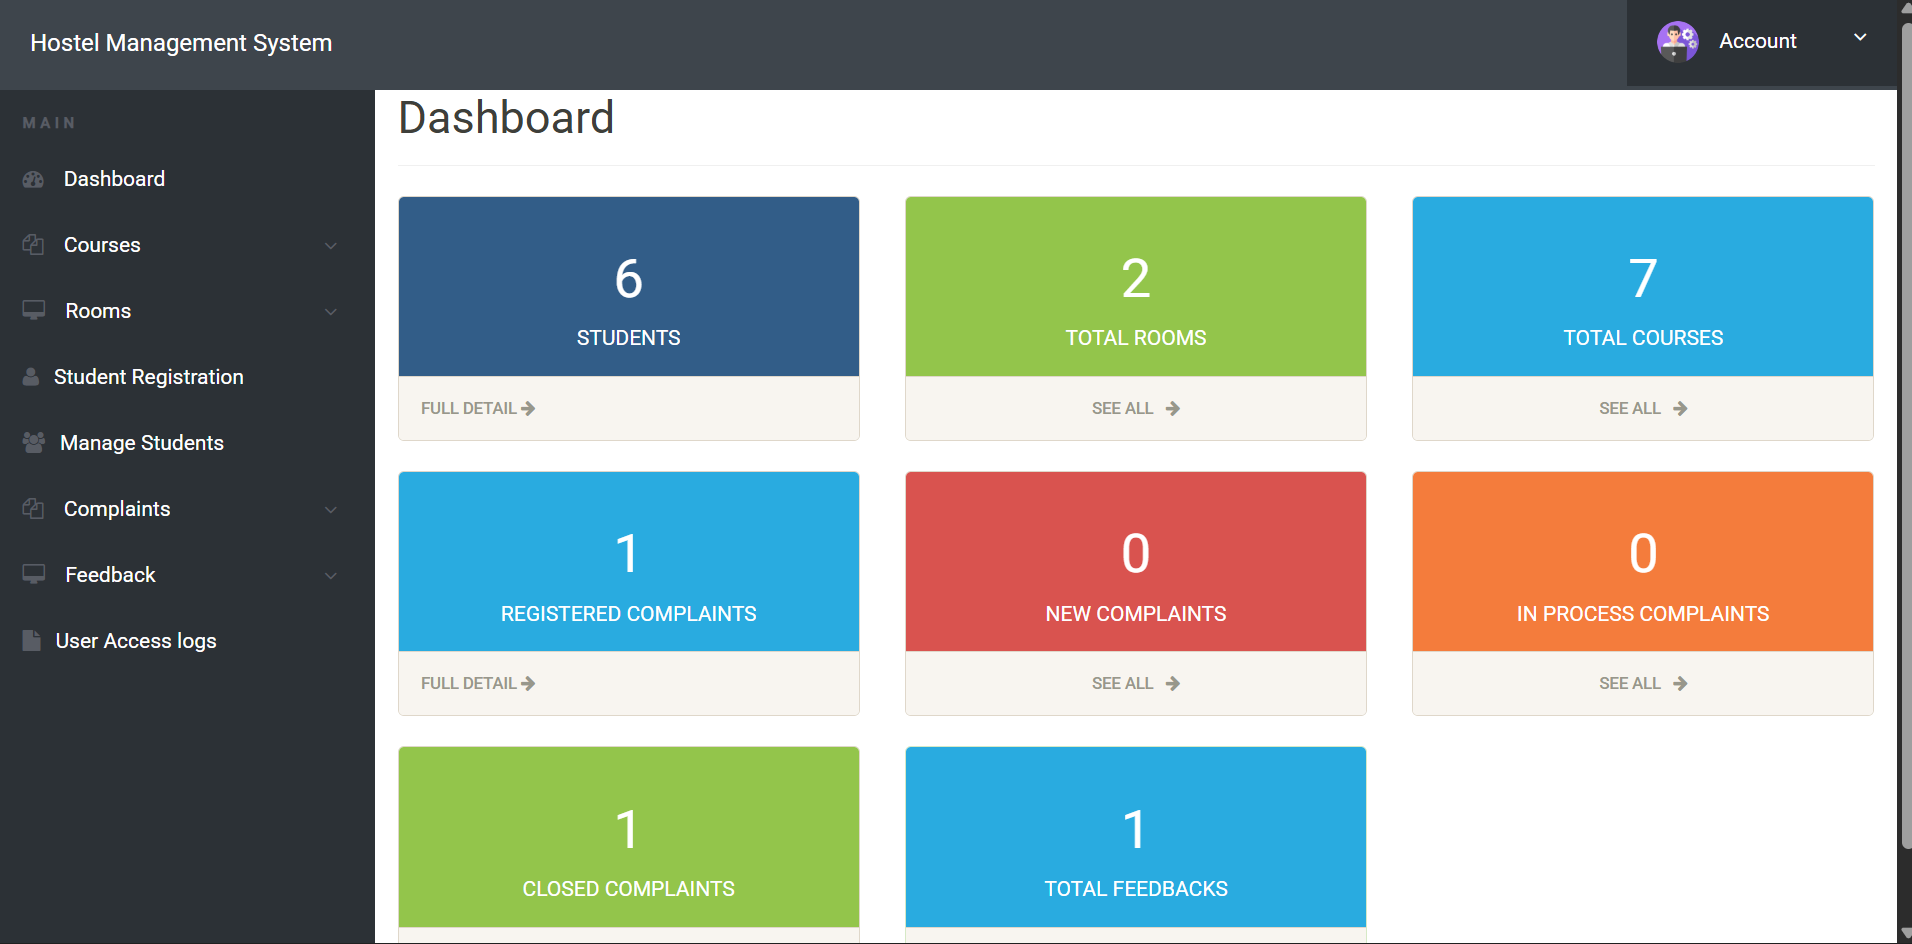 Hostel Management System
Account
MAIN
Dashboard
Courses
Rooms
Student Registration
Manage Students
Complaints
Feedback
User Access logs
Dashboard
6
STUDENTS
FULL DETAIL
2
TOTAL ROOMS
SEE ALL
7
TOTAL COURSES
SEE ALL
1
REGISTERED COMPLAINTS
FULL DETAIL
0
NEW COMPLAINTS
SEE ALL
0
IN PROCESS COMPLAINTS
SEE ALL
1
CLOSED COMPLAINTS
1
TOTAL FEEDBACKS